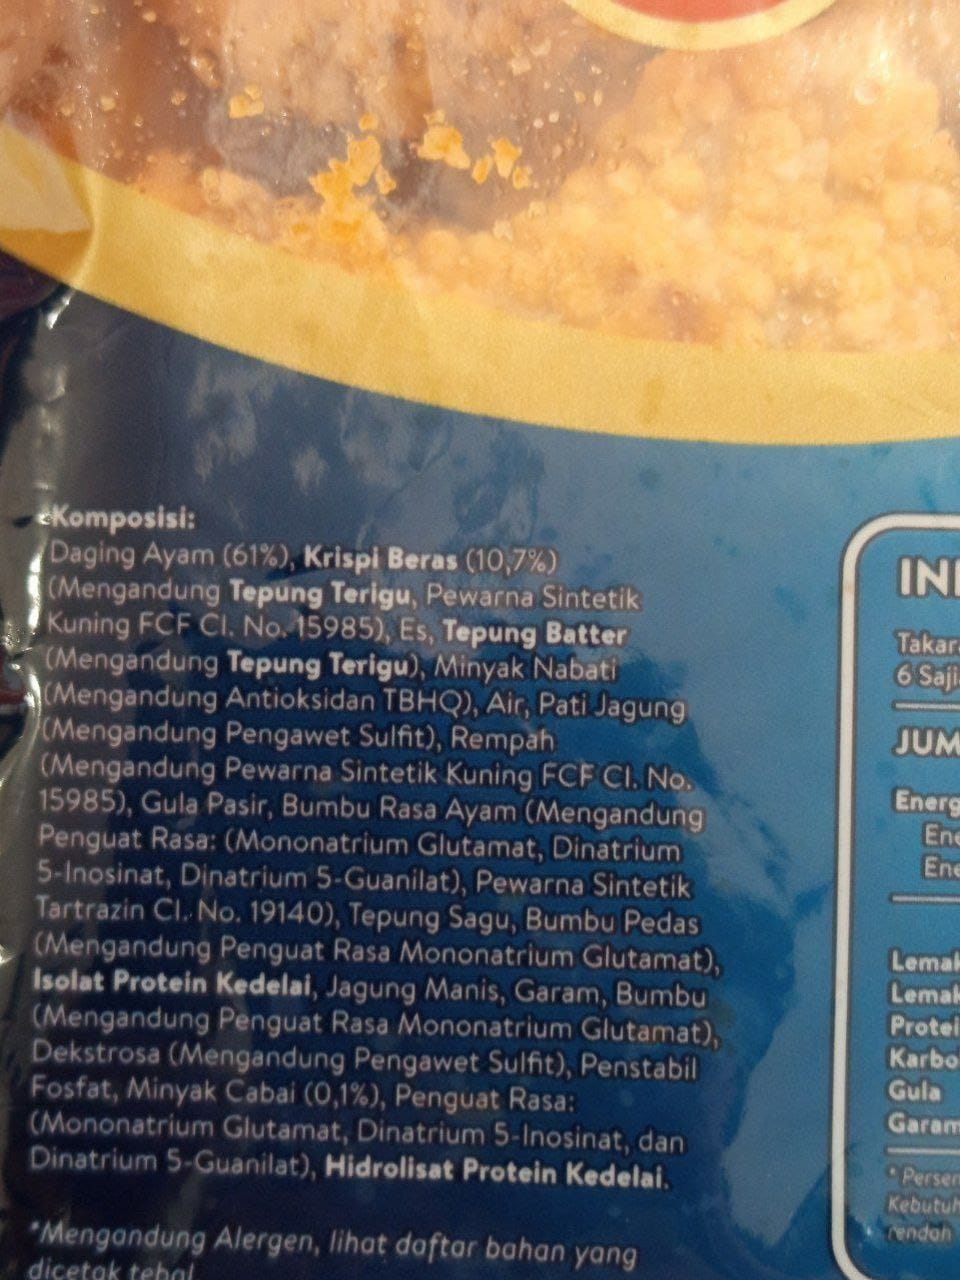 Komposisi:
Daging Ayam (61%), Krispi Beras (10,7%)
(Mengandung Tepung Terigu, Pewarna Sintetik
Kuning FCF CI. No. 15985), Es, Tepung Batter
(Mengandung Tepung Terigu), Minyak Nabati
(Mengandung Antioksidan TBHQ), Air, Pati Jagung
(Mengandung Pengawet Sulfit), Rempah
(Mengandung Pewarna Sintetik Kuning FCF CI. No.
15985), Gula Pasir, Bumbu Rasa Ayam (Mengandung
Penguat Rasa: (Mononatrium Glutamat, Dinatrium
5-Inosinat, Dinatrium 5-Guanilat), Pewarna Sintetik
Tartrazin CI. No. 19140), Tepung Sagu, Bumbu Pedas
(Mengandung Penguat Rasa Mononatrium Glutamat),
Isolat Protein Kedelai, Jagung Manis, Garam, Bumbu
(Mengandung Penguat Rasa Mononatrium Glutamat),
Dekstrosa (Mengandung Pengawet Sulfit), Penstabil
Fosfat, Minyak Cabai (0,1%), Penguat Rasa:
(Mononatrium Glutamat, Dinatrium 5-Inosinat, dan
Dinatrium 5-Guanilat), Hidrolisat Protein Kedelai.
*Mengandung Alergen, lihat daftar bahan yang
dicetak tebal
6
JUM
Energ
Ene
Ene
Lemak
Lemak
Protei
Karbo
Gula
Garam
* Persen
Kebutuh
rendah